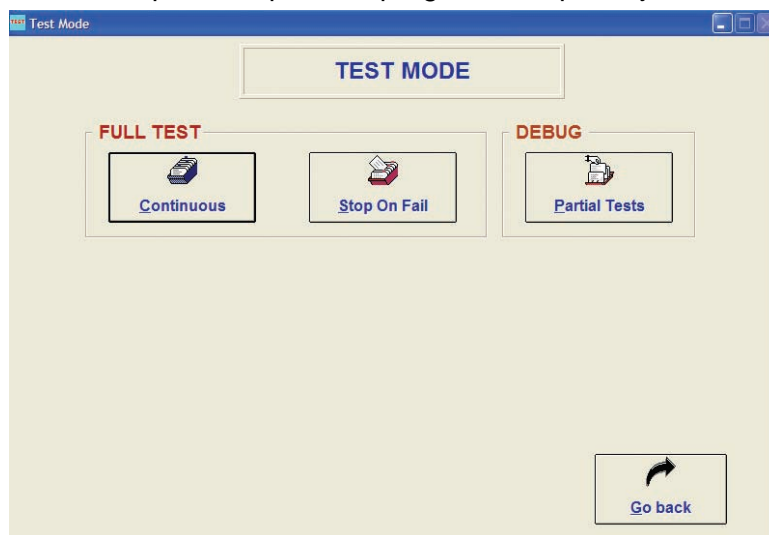 Test Mode
TEST MODE
FULL TEST
DEBUG
Continuous
Stop On Fail
Partial Tests
Go back